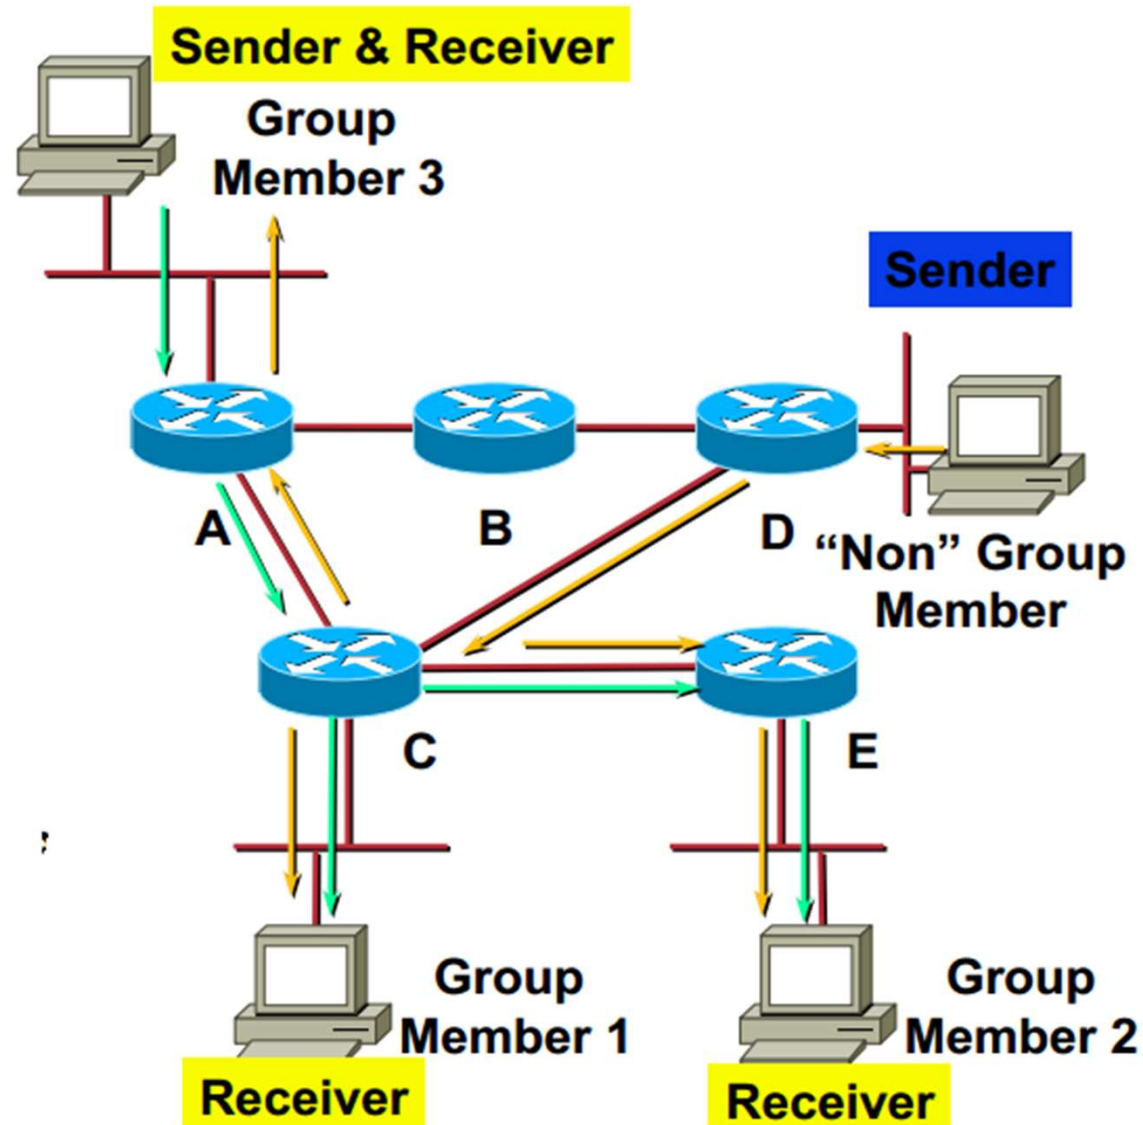 Sender & Receiver
Group
Member 3
Sender
A
B
D
“Non” Group
Member
C
E
;
Group
Member 1
Receiver
Group
Member 2
Receiver